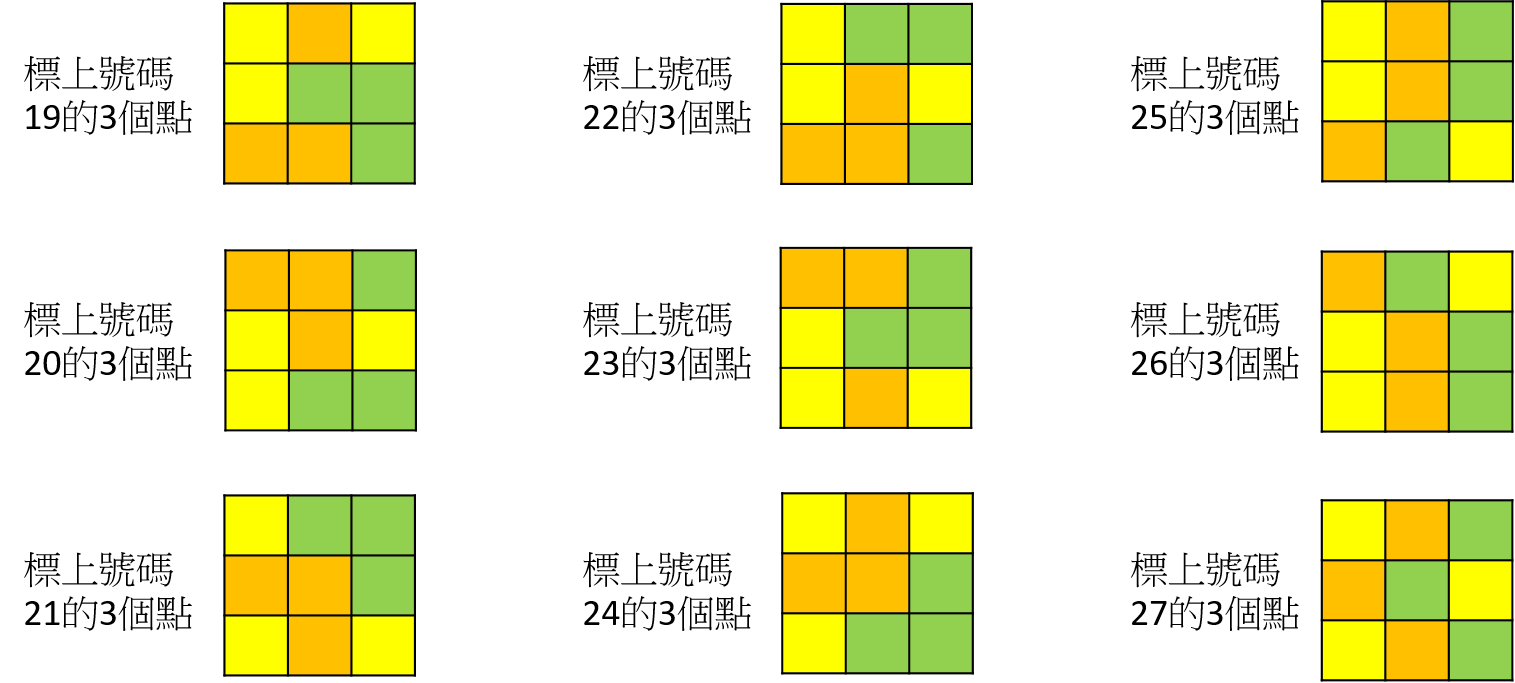 標上號碼
19的3個點
標上號碼
22的3個點
標上號碼
25的3個點
標上號碼
20的3個點
標上號碼
23的3個點
標上號碼
26的3個點
標上號碼
21的3個點
標上號碼
24的3個點
標上號碼
27的3個點